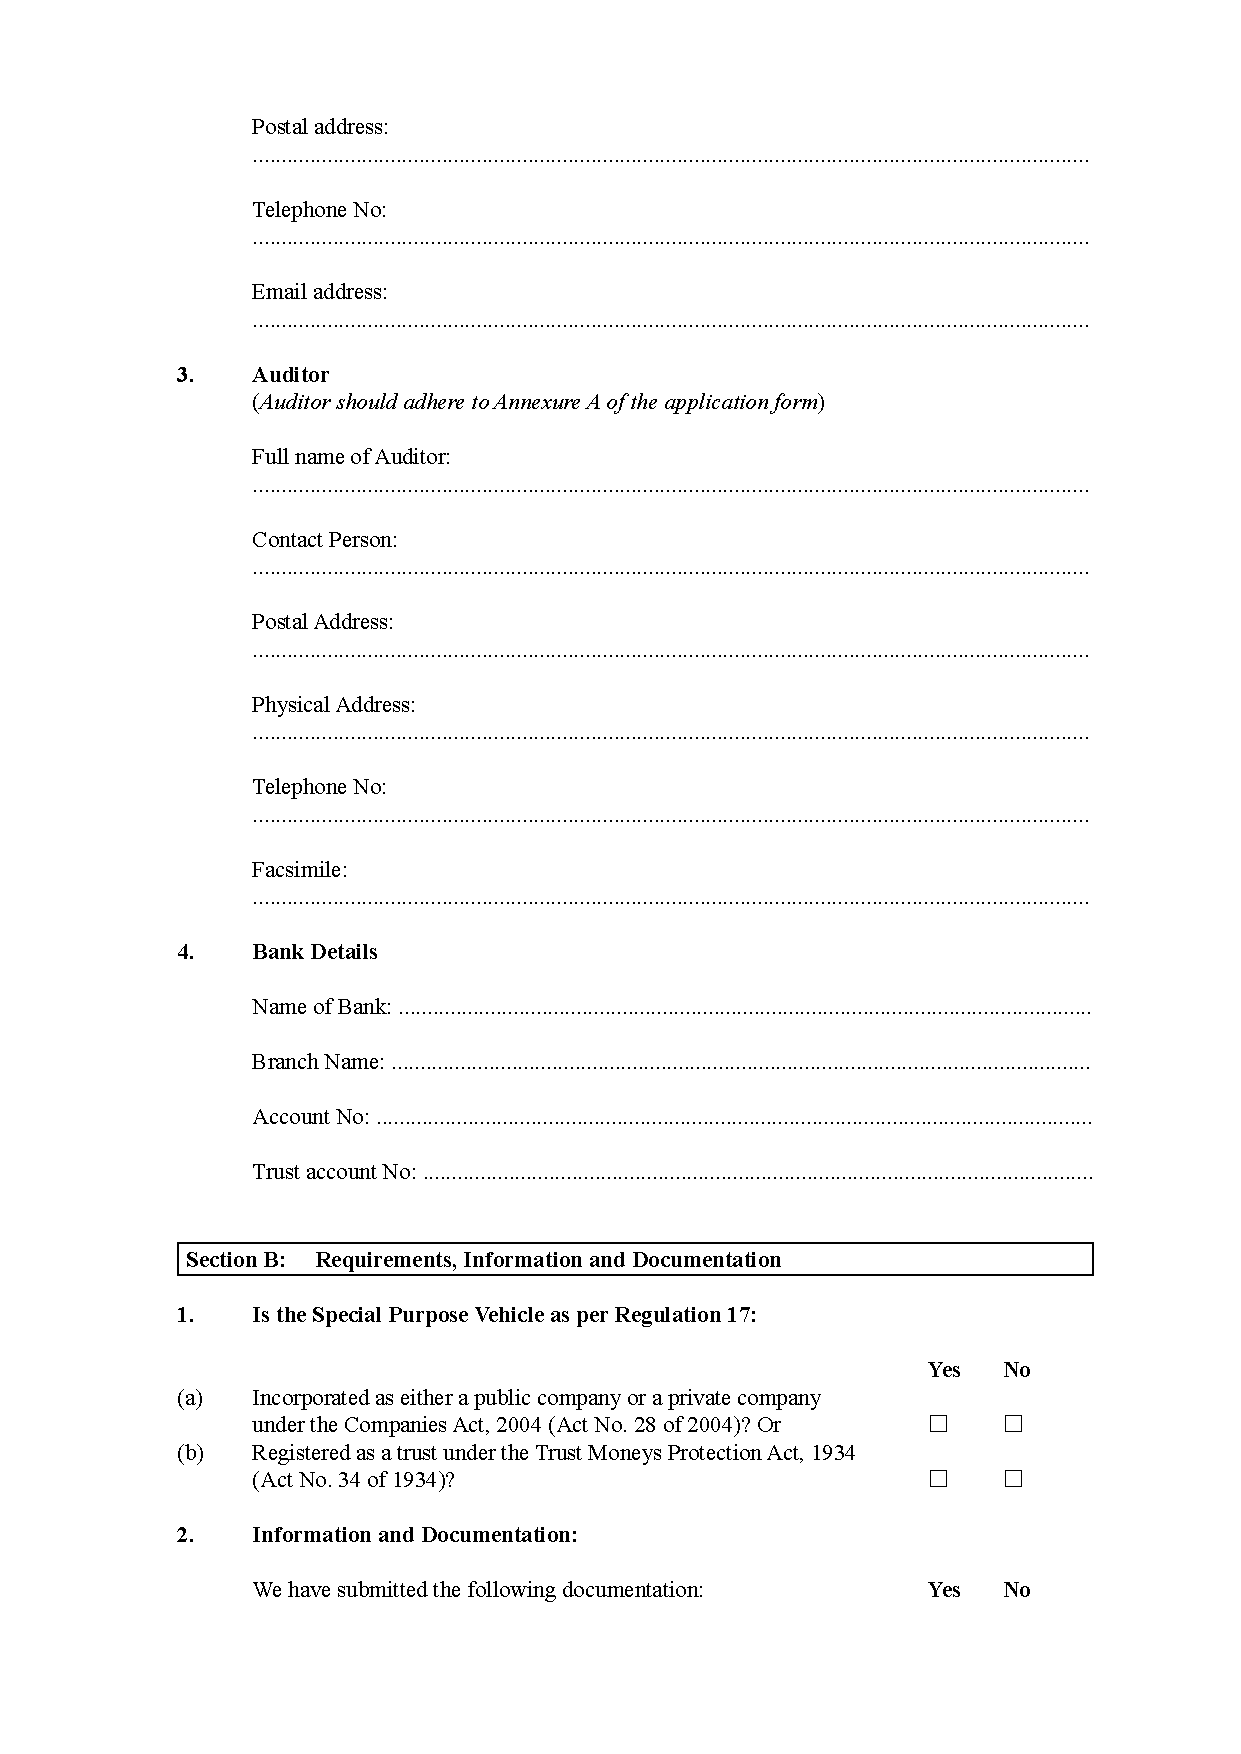 Postal address:
..........................................................................................................................................
Telephone No:
..........................................................................................................................................
Email address:
..........................................................................................................................................
3. Auditor
(Auditor should adhere to Annexure A of the application form)
Full name of Auditor:
..........................................................................................................................................
Contact Person:
..........................................................................................................................................
Postal Address:
..........................................................................................................................................
Physical Address:
..........................................................................................................................................
Telephone No:
..........................................................................................................................................
Facsimile:
..........................................................................................................................................
4. Bank Details
Name of Bank: ..................................................................................................................
Branch Name: ...................................................................................................................
Account No: ......................................................................................................................
Trust account No: ..............................................................................................................
Section B: Requirements, Information and Documentation
1. Is the Special Purpose Vehicle as per Regulation 17:
Yes No
(a) Incorporated as either a public company or a private company
under the Companies Act, 2004 (Act No. 28 of 2004)? Or ☐ ☐
(b) Registered as a trust under the Trust Moneys Protection Act, 1934
(Act No. 34 of 1934)? ☐ ☐
2. Information and Documentation:
We have submitted the following documentation: Yes No